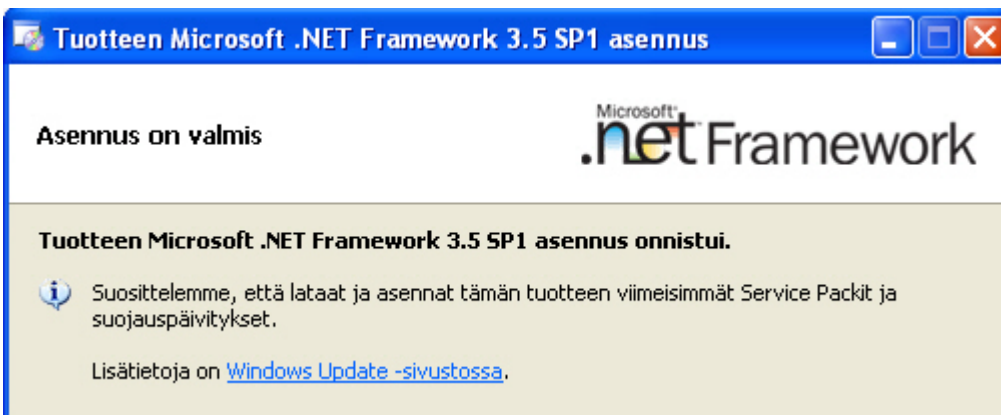 Tuotteen Microsoft .NET Framework 3.5 SP1 asennus
Asennus on valmis
Microsoft
.net Framework
Tuotteen Microsoft .NET Framework 3.5 SP1 asennus onnistui.
Suosittelemme, että lataat ja asennat tämän tuotteen viimeisimmät Service Packit ja
suojauspäivitykset.
Lisätietoja on Windows Update -sivustossa.